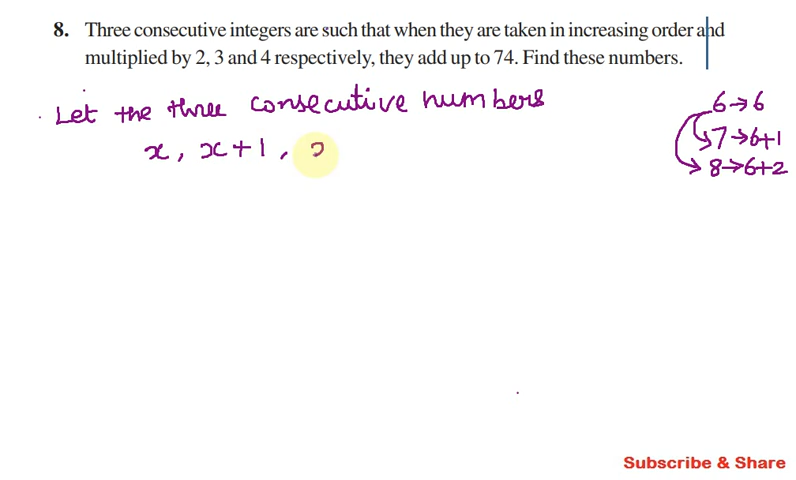 8. Three consecutive integers are such that when they are taken in increasing order and
multiplied by 2, 3 and 4 respectively, they add up to 74. Find these numbers.
Let the three consecutive numbers
x, x+1,
6→6
7→6+1
8→6+2
Subscribe & Share